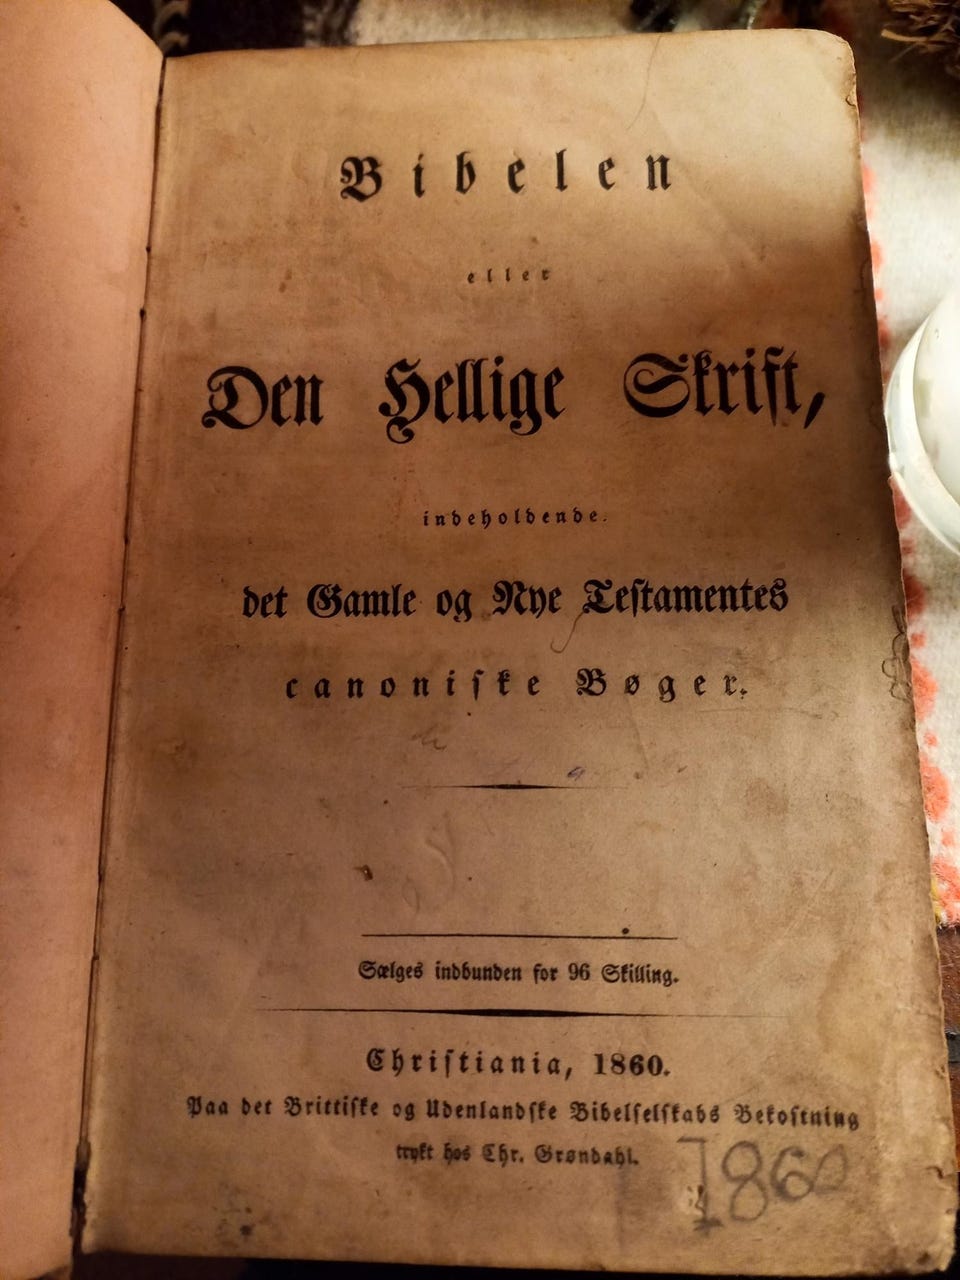 Bibelen
eller
Den Hellige Skrift,
indeholdende.
det Gamle og Nye Testamentes
canoniske Bøger.
Sælges indbunden for 96 Skilling.
Christiania, 1860.
Paa det Brittiske og Udenlandske Bibelselskabs Bekostning
trykt hos Chr. Grøndahl.
1860